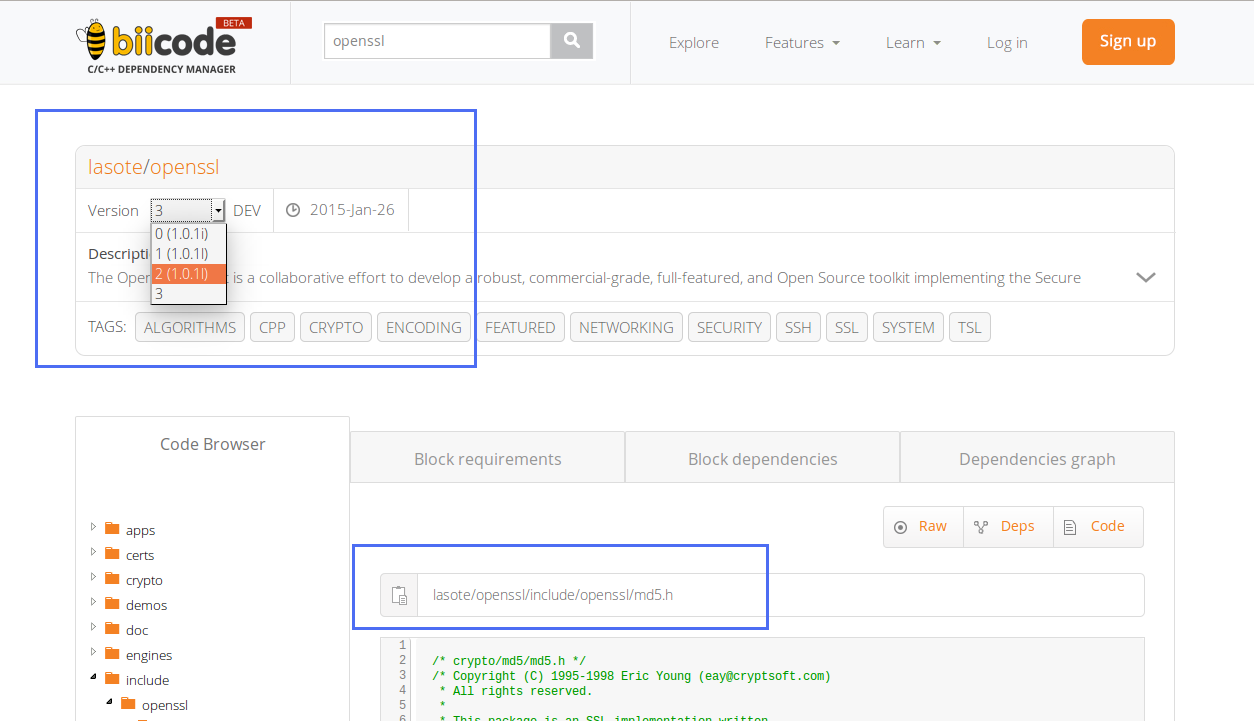 biicode BETA
C/C++ DEPENDENCY MANAGER
openssl
Explore Features Learn Log in Sign up
lasote/openssl
Version 3 DEV 2015-Jan-26
0 (1.0.1i)
1 (1.0.1l)
2 (1.0.1l)
3
Descripti
The Open is a collaborative effort to develop a robust, commercial-grade, full-featured, and Open Source toolkit implementing the Secure
TAGS: ALGORITHMS CPP CRYPTO ENCODING FEATURED NETWORKING SECURITY SSH SSL SYSTEM TSL
Code Browser
Block requirements Block dependencies Dependencies graph
apps
certs
crypto
demos
doc
engines
include
openssl
Raw Deps Code
lasote/openssl/include/openssl/md5.h
1
2 /* crypto/md5/md5.h */
3 /* Copyright (C) 1995-1998 Eric Young (eay@cryptsoft.com)
4 * All rights reserved.
5 *
6 * This package is an SSL implementation written